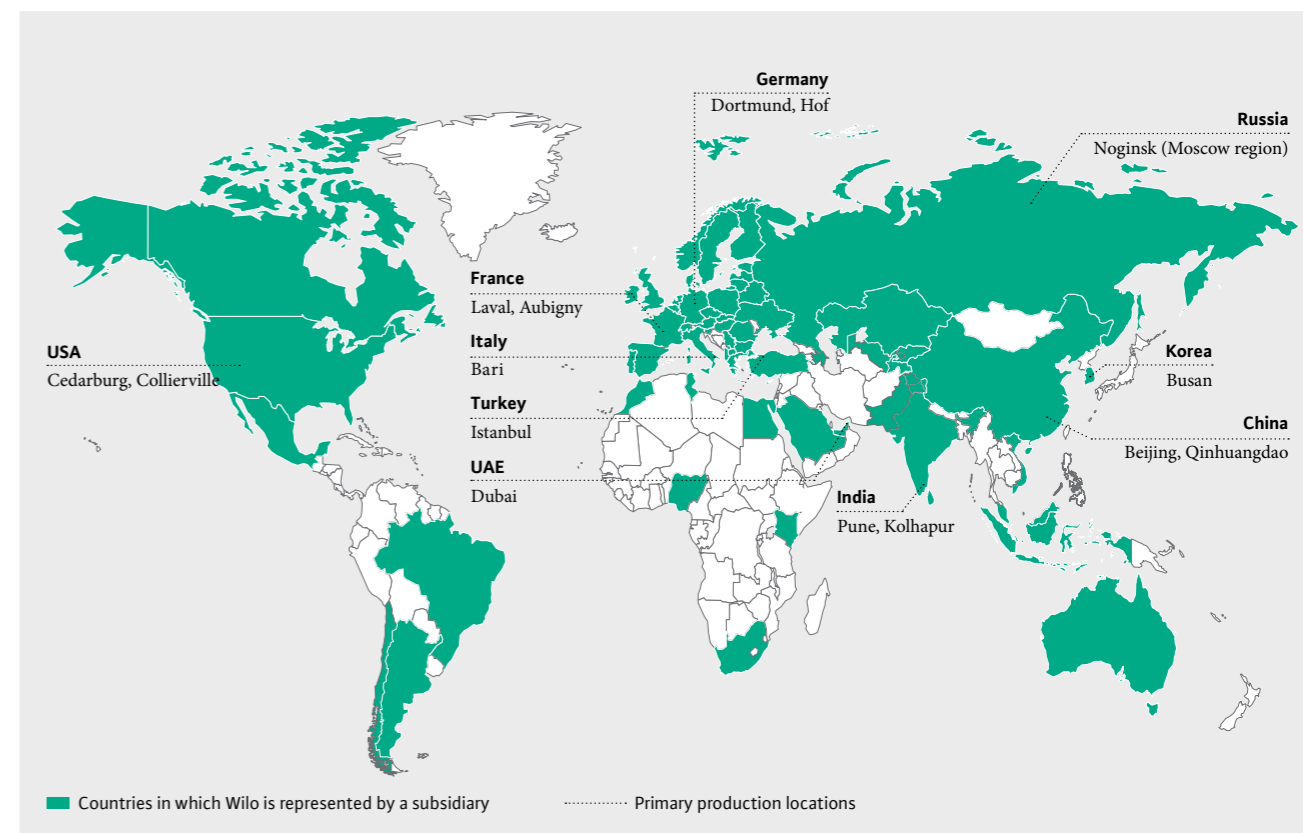 Germany
Dortmund, Hof
Russia
Noginsk (Moscow region)
France
Laval, Aubigny
Italy
Bari
USA
Cedarburg, Collierville
Korea
Busan
Turkey
Istanbul
China
Beijing, Qinhuangdao
UAE
Dubai
India
Pune, Kolhapur
Countries in which Wilo is represented by a subsidiary
Primary production locations